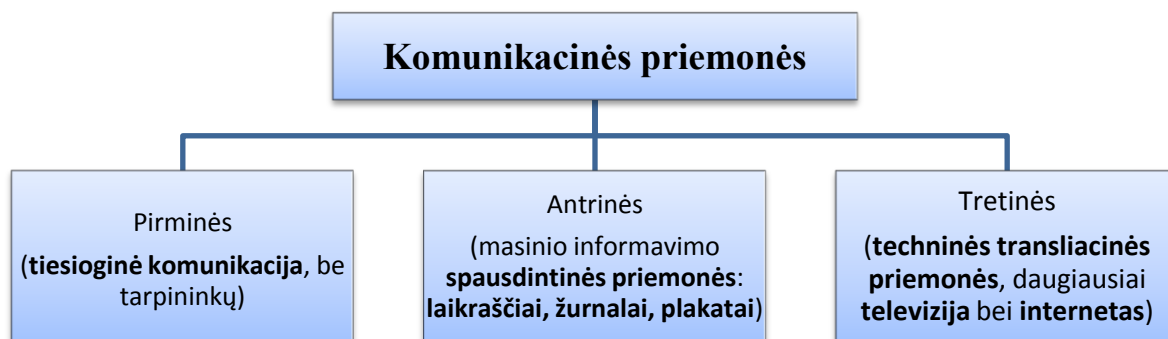 Komunikacinės priemonės
Pirminės
(tiesioginė komunikacija, be
tarpininkų)
Antrinės
(masinio informavimo
spausdintinės priemonės:
laikraščiai, žurnalai, plakatai)
Tretinės
(techninės transliacinės
priemonės, daugiausiai
televizija bei internetas)